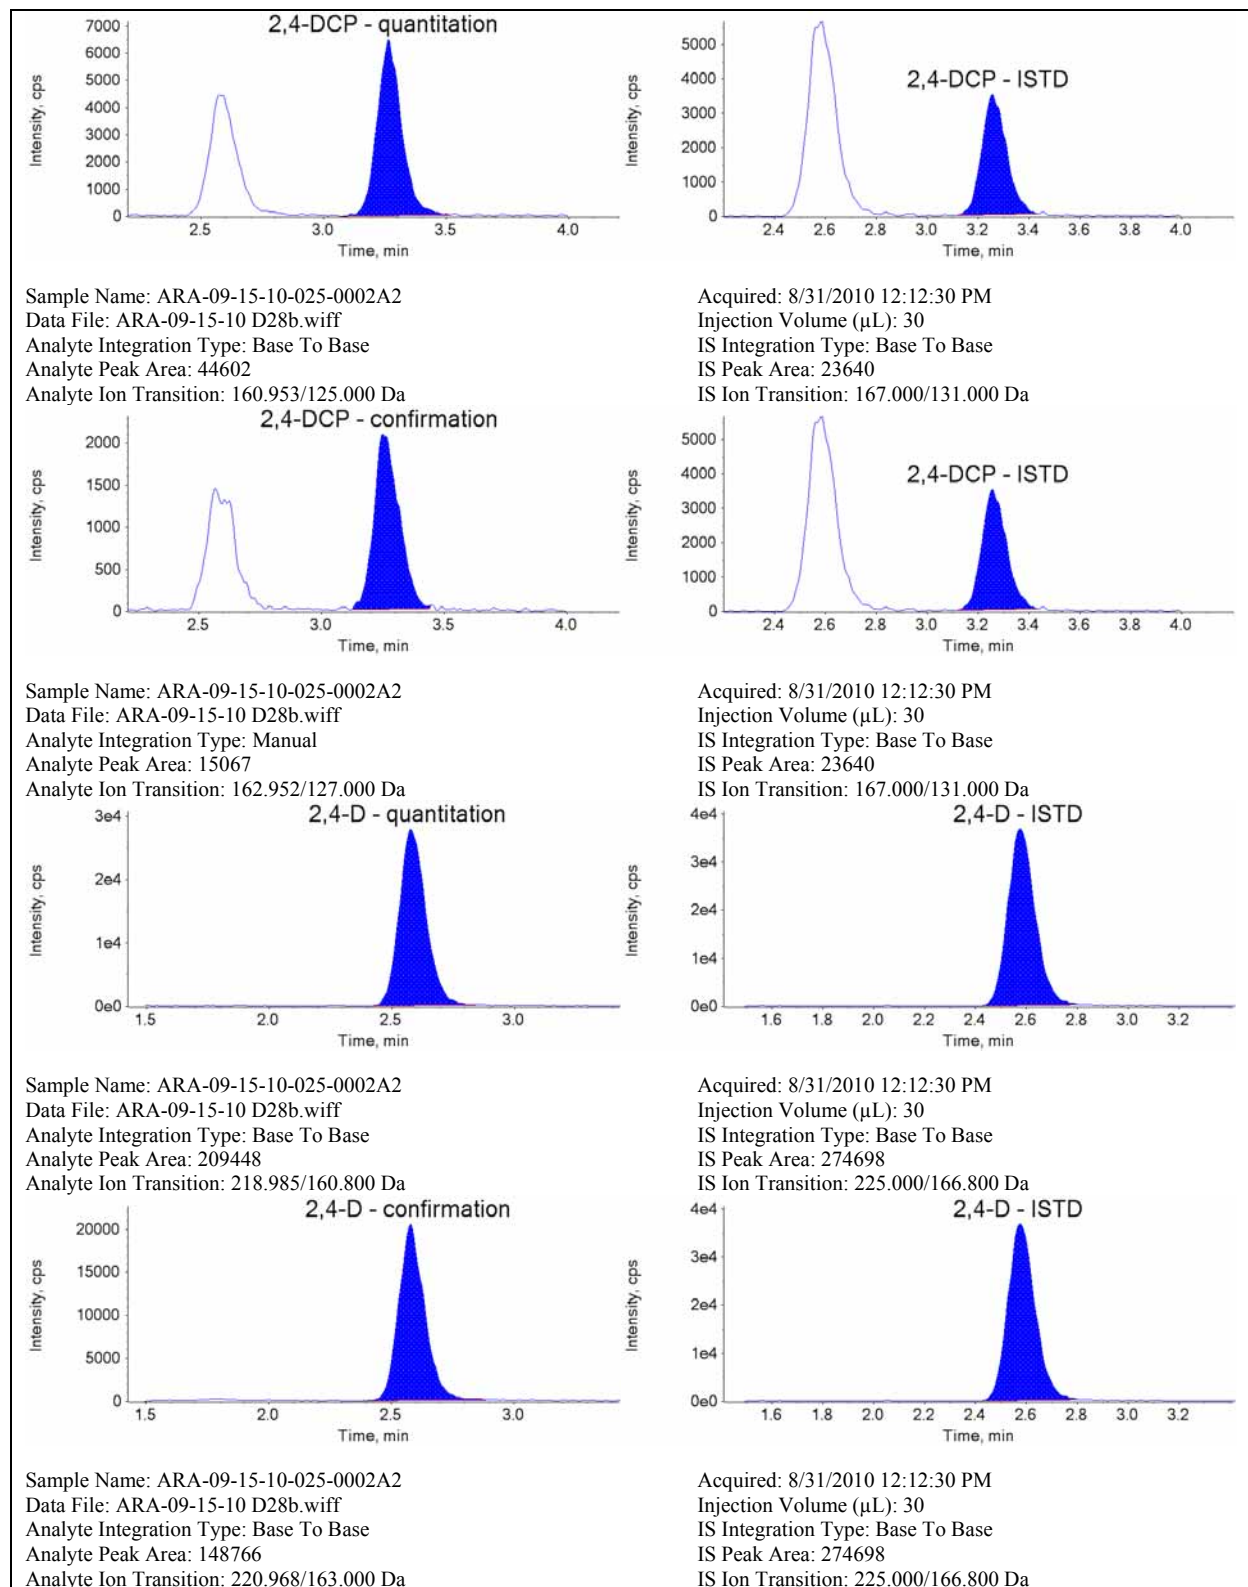 2,4-DCP - quantitation
Intensity, cps
7000
6000
5000
4000
3000
2000
1000
0
2.5 3.0 3.5 4.0
Time, min
2,4-DCP - ISTD
Intensity, cps
5000
4000
3000
2000
1000
0
2.4 2.6 2.8 3.0 3.2 3.4 3.6 3.8 4.0
Time, min
Sample Name: ARA-09-15-10-025-0002A2
Data File: ARA-09-15-10 D28b.wiff
Analyte Integration Type: Base To Base
Analyte Peak Area: 44602
Analyte Ion Transition: 160.953/125.000 Da
Acquired: 8/31/2010 12:12:30 PM
Injection Volume (µL): 30
IS Integration Type: Base To Base
IS Peak Area: 23640
IS Ion Transition: 167.000/131.000 Da
2,4-DCP - confirmation
Intensity, cps
2000
1500
1000
500
0
2.5 3.0 3.5 4.0
Time, min
2,4-DCP - ISTD
Intensity, cps
5000
4000
3000
2000
1000
0
2.4 2.6 2.8 3.0 3.2 3.4 3.6 3.8 4.0
Time, min
Sample Name: ARA-09-15-10-025-0002A2
Data File: ARA-09-15-10 D28b.wiff
Analyte Integration Type: Manual
Analyte Peak Area: 15067
Analyte Ion Transition: 162.952/127.000 Da
Acquired: 8/31/2010 12:12:30 PM
Injection Volume (µL): 30
IS Integration Type: Base To Base
IS Peak Area: 23640
IS Ion Transition: 167.000/131.000 Da
2,4-D - quantitation
Intensity, cps
3e4
2e4
1e4
0e0
1.5 2.0 2.5 3.0
Time, min
2,4-D - ISTD
Intensity, cps
4e4
3e4
2e4
1e4
0e0
1.6 1.8 2.0 2.2 2.4 2.6 2.8 3.0 3.2
Time, min
Sample Name: ARA-09-15-10-025-0002A2
Data File: ARA-09-15-10 D28b.wiff
Analyte Integration Type: Base To Base
Analyte Peak Area: 209448
Analyte Ion Transition: 218.985/160.800 Da
Acquired: 8/31/2010 12:12:30 PM
Injection Volume (µL): 30
IS Integration Type: Base To Base
IS Peak Area: 274698
IS Ion Transition: 225.000/166.800 Da
2,4-D - confirmation
Intensity, cps
20000
15000
10000
5000
0
1.5 2.0 2.5 3.0
Time, min
2,4-D - ISTD
Intensity, cps
4e4
3e4
2e4
1e4
0e0
1.6 1.8 2.0 2.2 2.4 2.6 2.8 3.0 3.2
Time, min
Sample Name: ARA-09-15-10-025-0002A2
Data File: ARA-09-15-10 D28b.wiff
Analyte Integration Type: Base To Base
Analyte Peak Area: 148766
Analyte Ion Transition: 220.968/163.000 Da
Acquired: 8/31/2010 12:12:30 PM
Injection Volume (µL): 30
IS Integration Type: Base To Base
IS Peak Area: 274698
IS Ion Transition: 225.000/166.800 Da